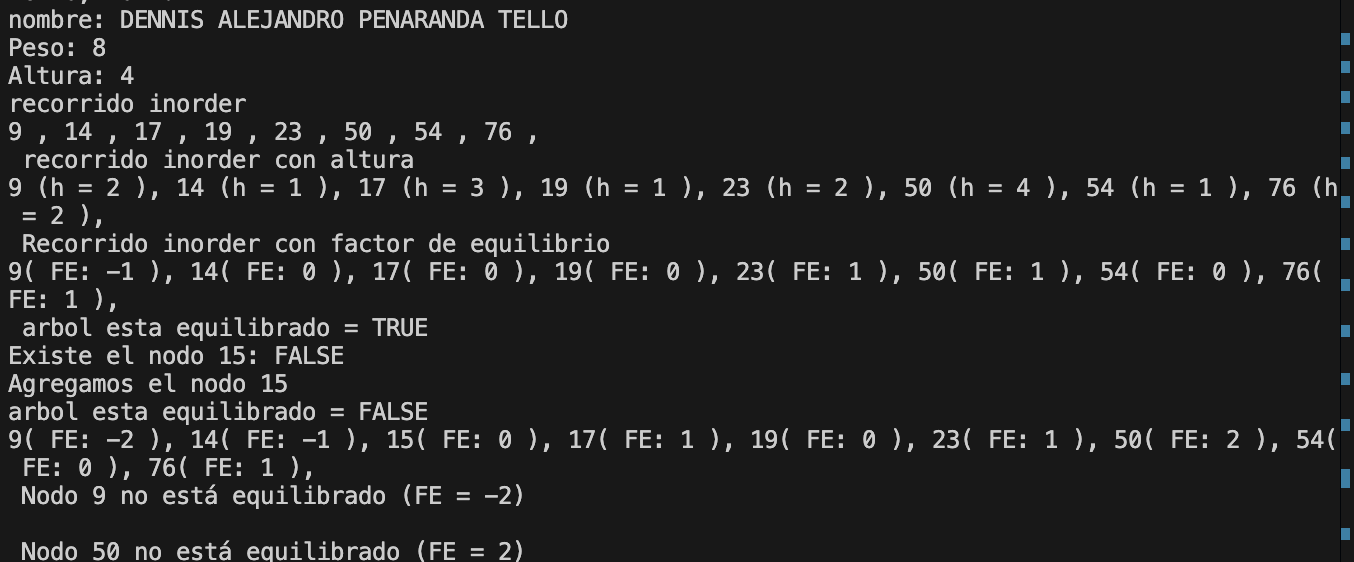 nombre: DENNIS ALEJANDRO PENARANDA TELLO
Peso: 8
Altura: 4
recorrido inorder
9 , 14 , 17 , 19 , 23 , 50 , 54 , 76 ,
 recorrido inorder con altura
9 (h = 2 ), 14 (h = 1 ), 17 (h = 3 ), 19 (h = 1 ), 23 (h = 2 ), 50 (h = 4 ), 54 (h = 1 ), 76 (h
 = 2 ),
 Recorrido inorder con factor de equilibrio
9( FE: -1 ), 14( FE: 0 ), 17( FE: 0 ), 19( FE: 0 ), 23( FE: 1 ), 50( FE: 1 ), 54( FE: 0 ), 76(
FE: 1 ),
 arbol esta equilibrado = TRUE
Existe el nodo 15: FALSE
Agregamos el nodo 15
arbol esta equilibrado = FALSE
9( FE: -2 ), 14( FE: -1 ), 15( FE: 0 ), 17( FE: 1 ), 19( FE: 0 ), 23( FE: 1 ), 50( FE: 2 ), 54(
 FE: 0 ), 76( FE: 1 ),
 Nodo 9 no está equilibrado (FE = -2)
 Nodo 50 no está equilibrado (FE = 2)